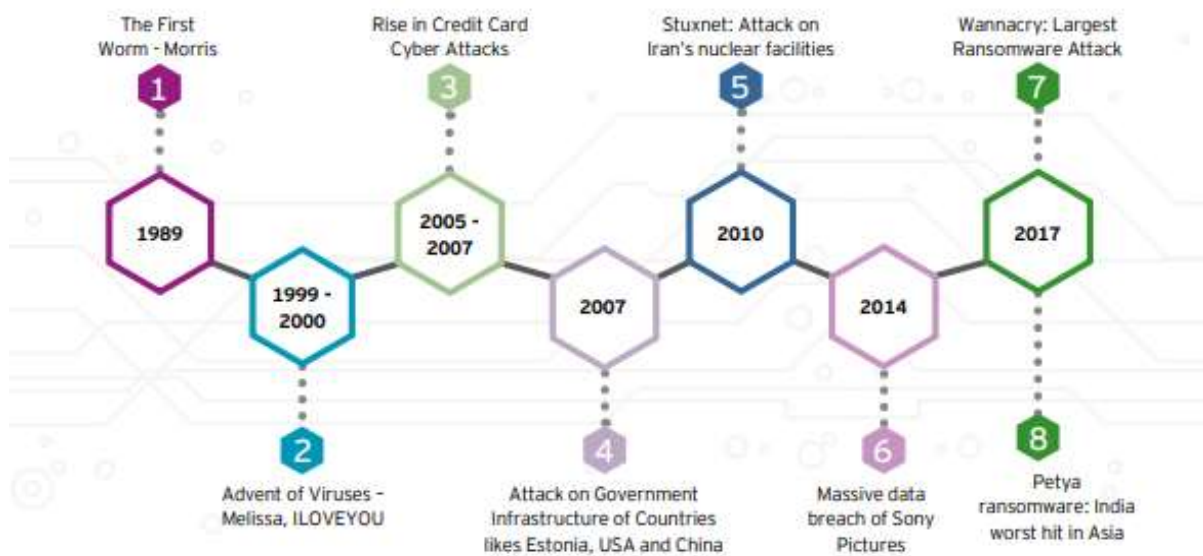 The First
Worm - Morris
1
1989
1999 -
2000
2
Advent of Viruses –
Melissa, ILOVEYOU
Rise in Credit Card
Cyber Attacks
3
2005 -
2007
2007
4
Attack on Government
Infrastructure of Countries
likes Estonia, USA and China
Stuxnet: Attack on
Iran's nuclear facilities
5
2010
2014
6
Massive data
breach of Sony
Pictures
Wannacry: Largest
Ransomware Attack
7
2017
8
Petya
ransomware: India
worst hit in Asia